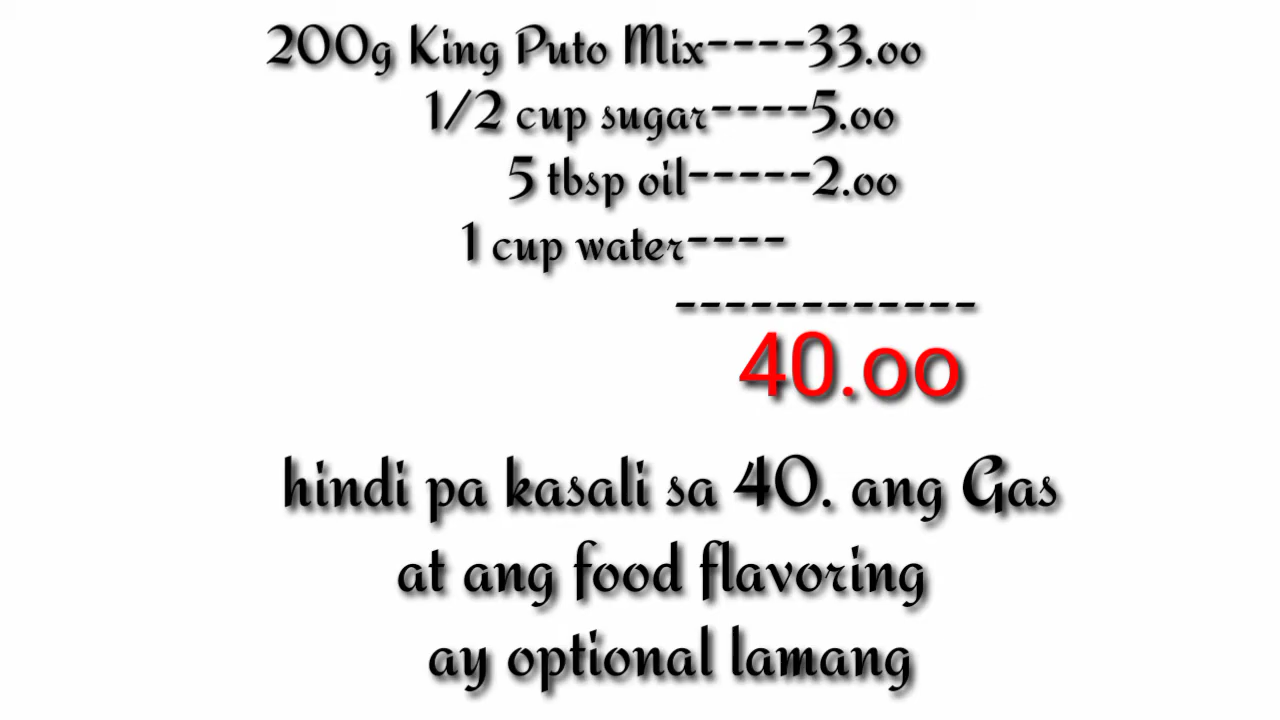 200g King Puto Mix----33.oo
1/2 cup sugar----5.oo
5 tbsp oil-----2.oo
1 cup water----
------------
40.oo
hindi pa kasali sa 40. ang Gas
at ang food flavoring
ay optional lamang